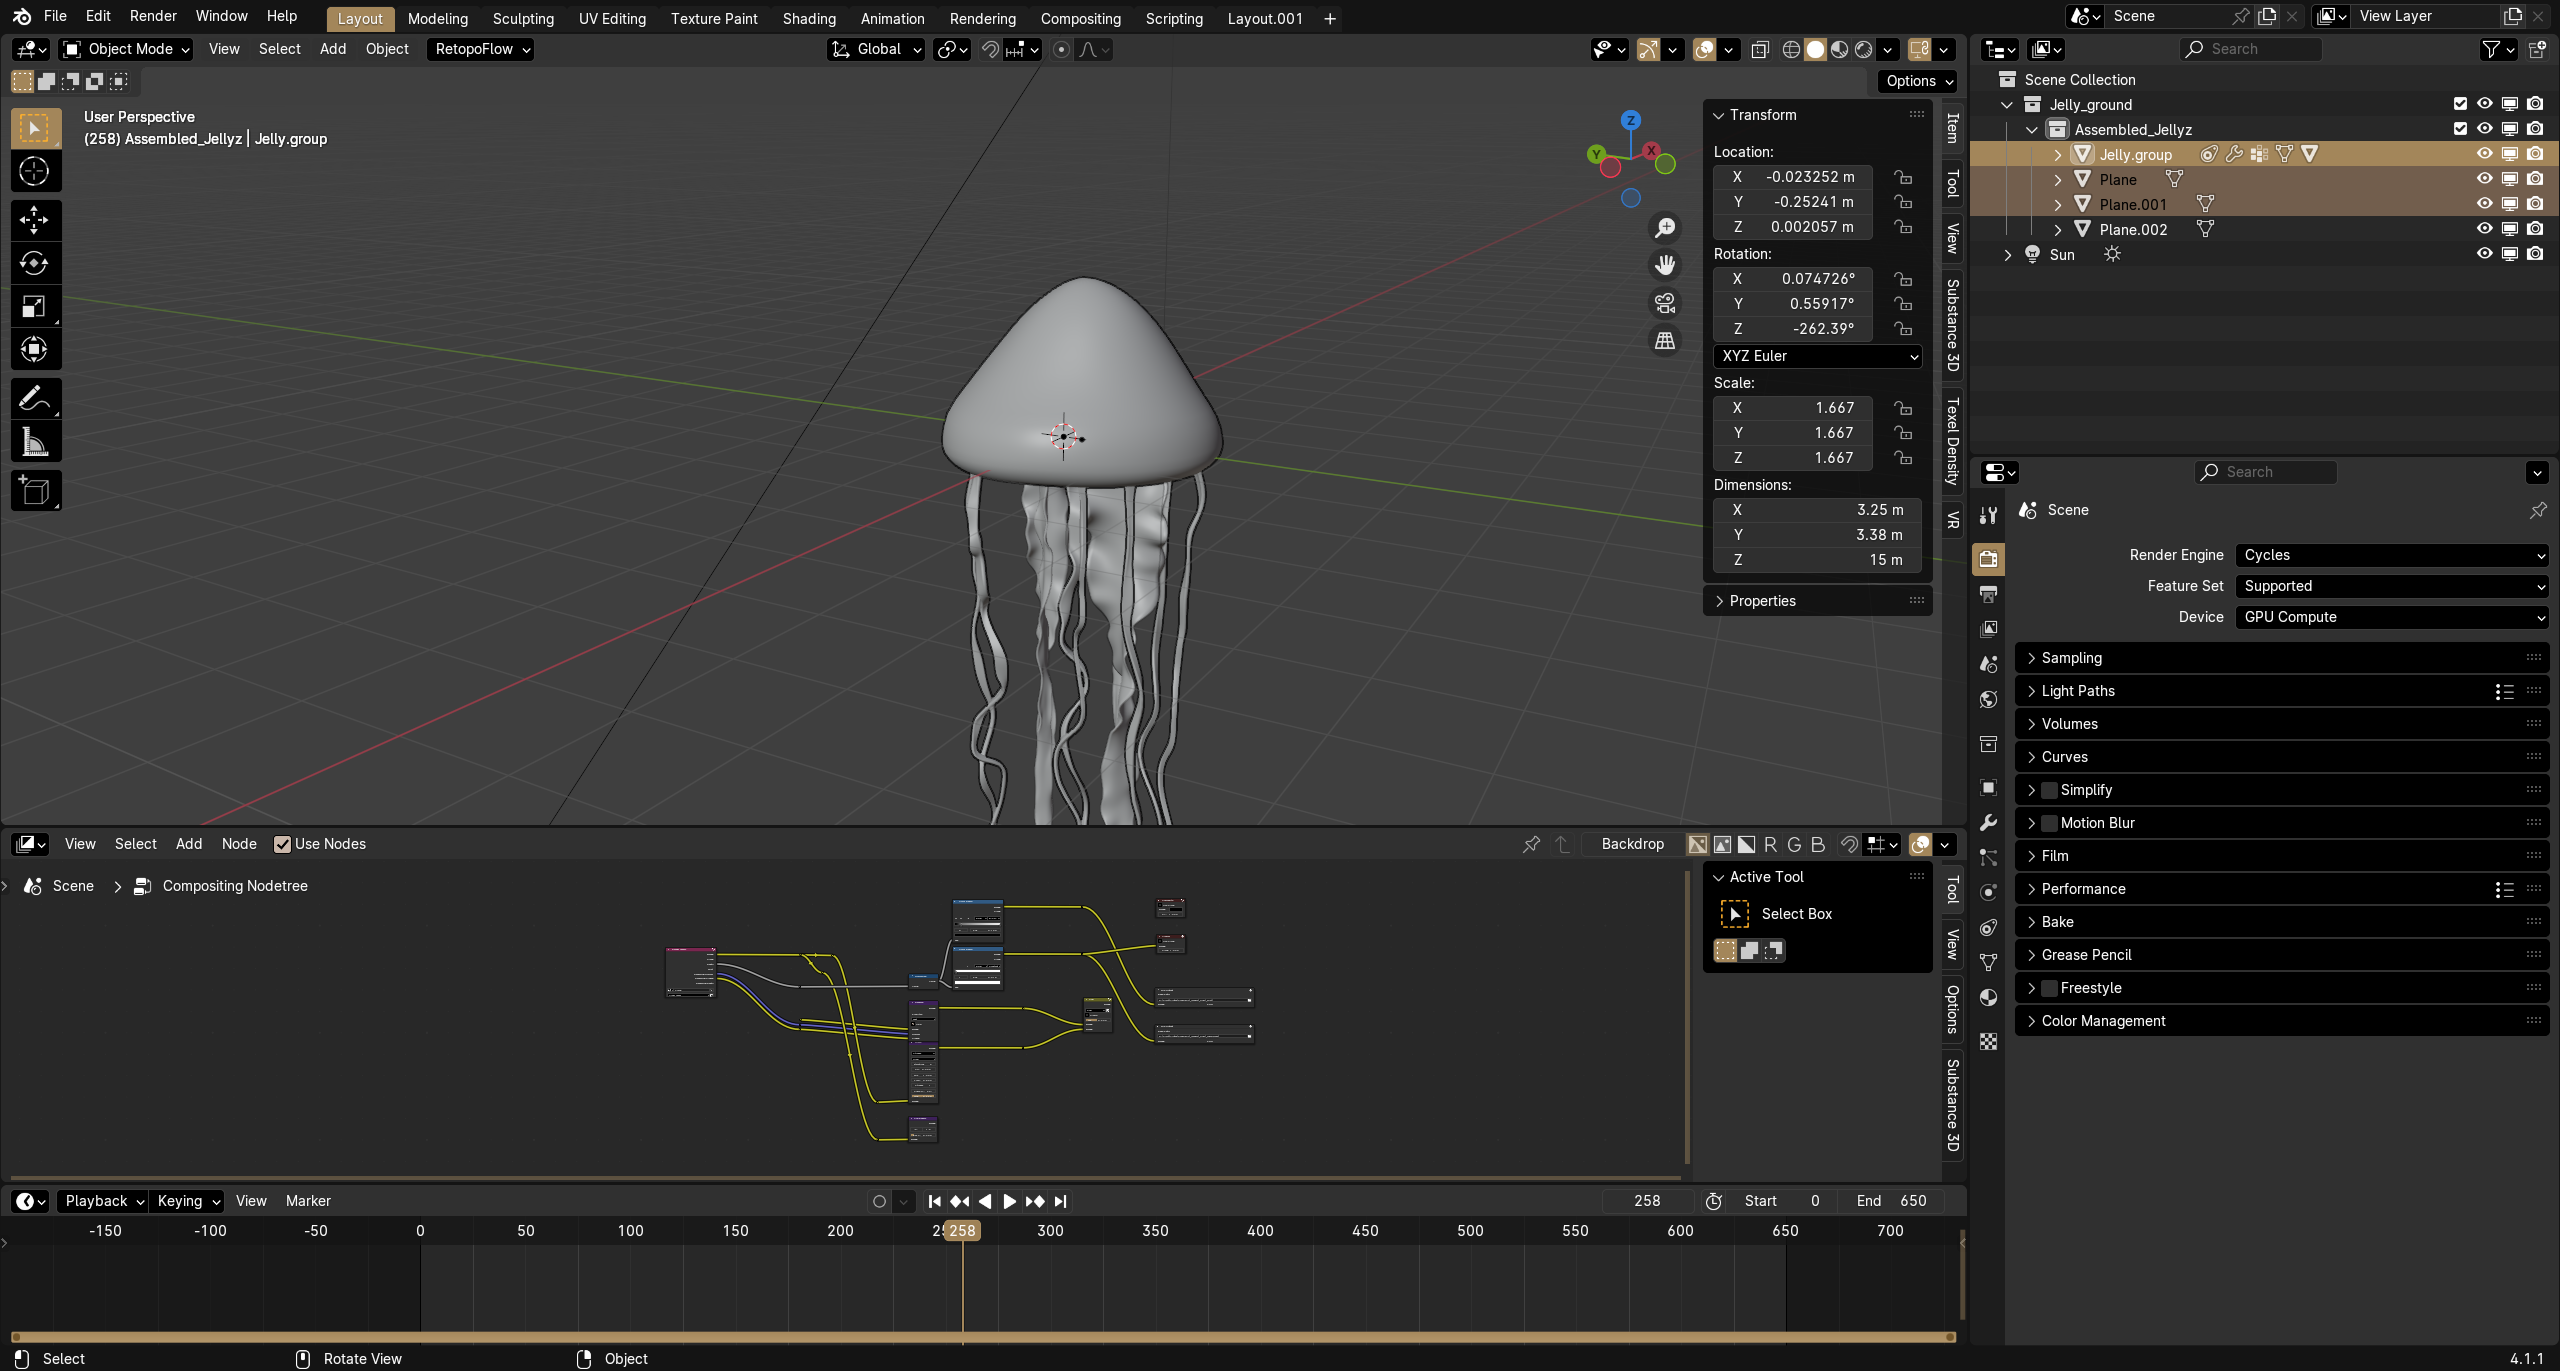 File Edit Render Window Help Layout Modeling Sculpting UV Editing Texture Paint Shading Animation Rendering Compositing Scripting Layout.001 + Scene View Layer
Object Mode View Select Add Object RetopoFlow Global Search
Options
User Perspective
(258) Assembled_Jellyz | Jelly.group
Z
Y
X
Transform
Location:
X -0.023252 m
Y -0.25241 m
Z 0.002057 m
Rotation:
X 0.074726°
Y 0.55917°
Z -262.39°
XYZ Euler
Scale:
X 1.667
Y 1.667
Z 1.667
Dimensions:
X 3.25 m
Y 3.38 m
Z 15 m
Properties
Item
Tool
View
Substance 3D
Texel Density
VR
Scene Collection
Jelly_ground
Assembled_Jellyz
Jelly.group
Plane
Plane.001
Plane.002
Sun
Search
Scene
Render Engine Cycles
Feature Set Supported
Device GPU Compute
Sampling
Light Paths
Volumes
Curves
Simplify
Motion Blur
Film
Performance
Bake
Grease Pencil
Freestyle
Color Management
View Select Add Node Use Nodes Backdrop R G B
Scene Compositing Nodetree
Active Tool
Select Box
Tool
View
Options
Substance 3D
Playback Keying View Marker 258 Start 0 End 650
-150 -100 -50 0 50 100 150 200 258 300 350 400 450 500 550 600 650 700
Select Rotate View Object 4.1.1